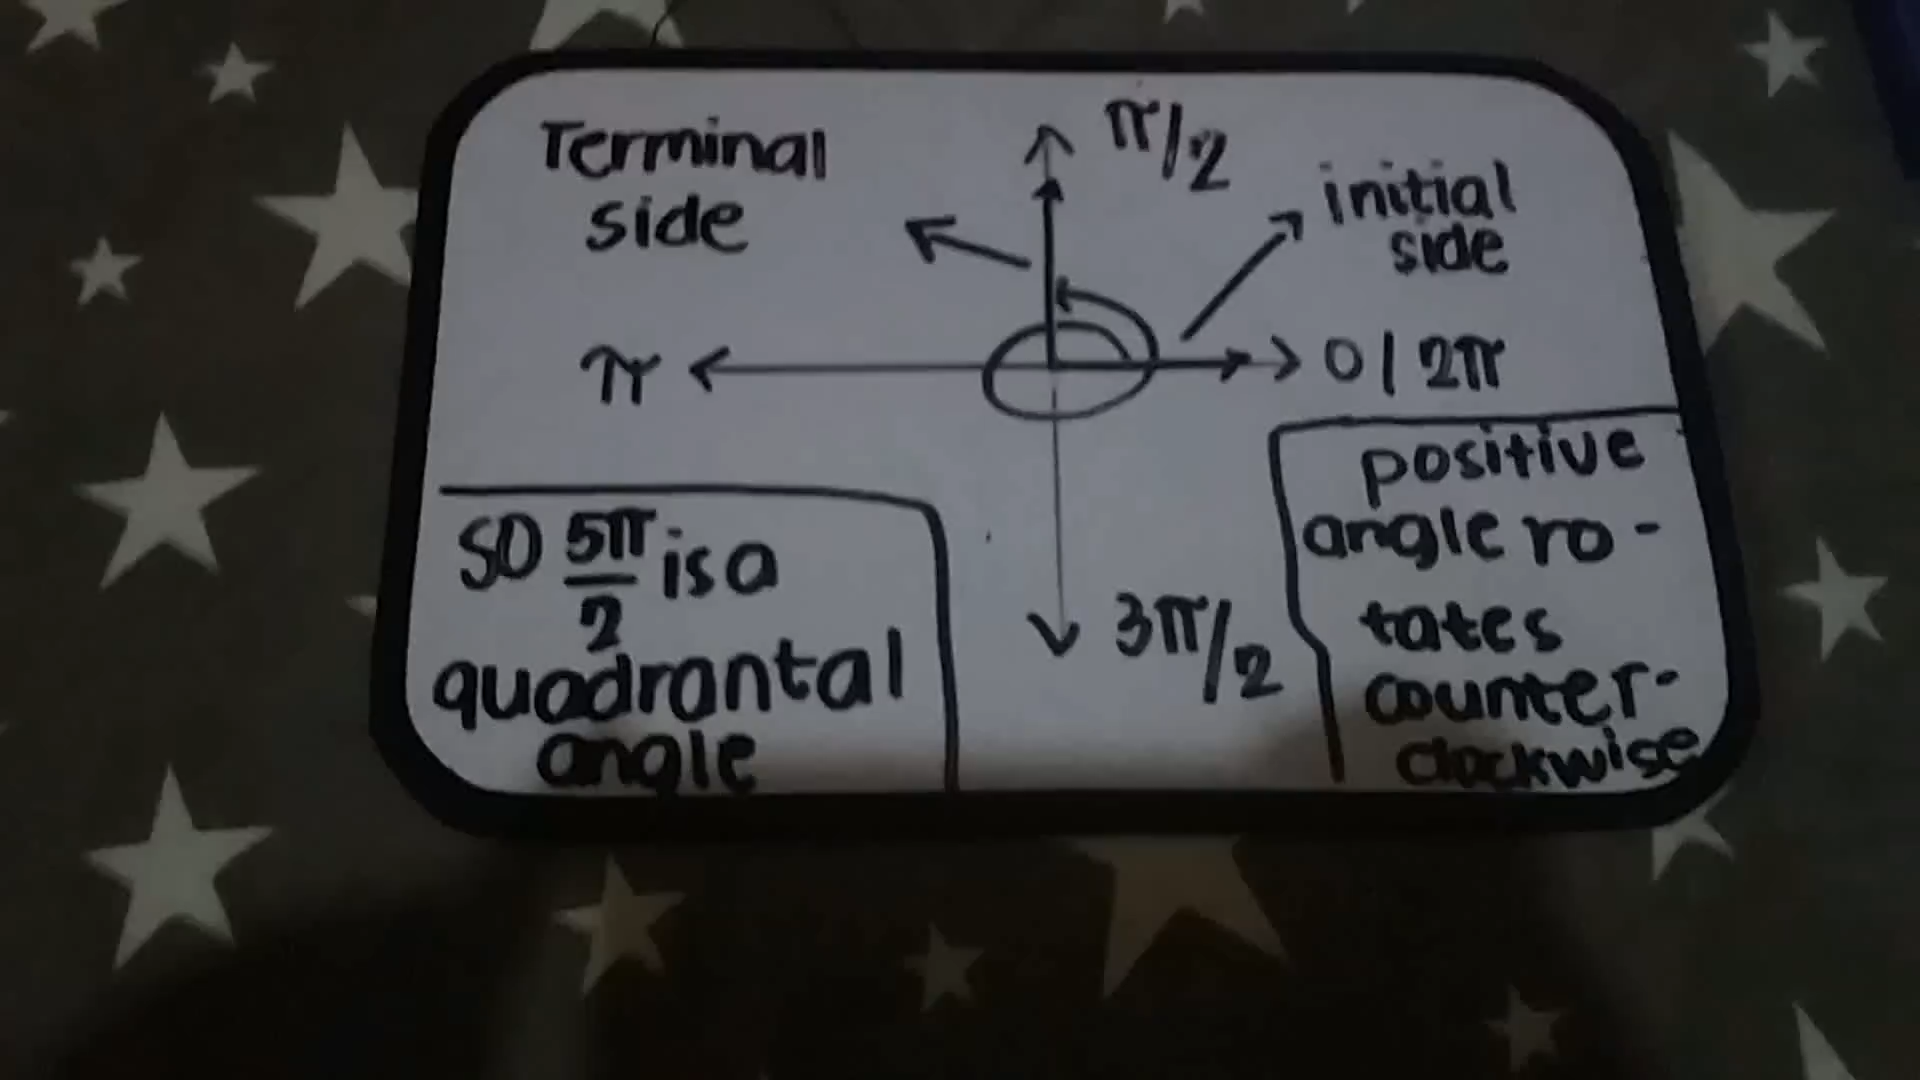 Terminal
side
π/2
initial
side
π
0 / 2π
3π/2
so 5π/2 is a
quadrantal
angle
positive
angle ro-
tates
counter-
clockwise